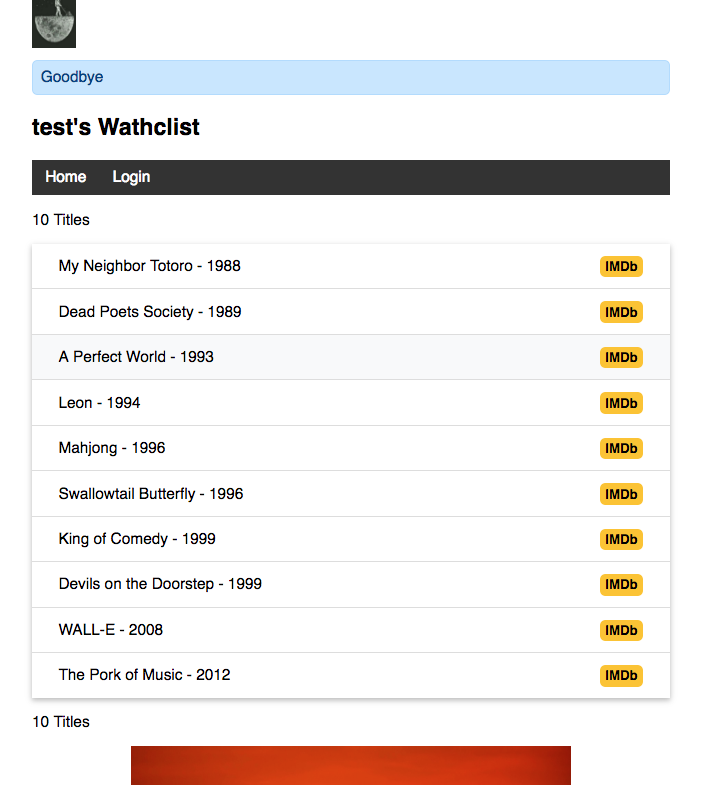 Goodbye
test's Wathclist
Home Login
10 Titles
My Neighbor Totoro - 1988 IMDb
Dead Poets Society - 1989 IMDb
A Perfect World - 1993 IMDb
Leon - 1994 IMDb
Mahjong - 1996 IMDb
Swallowtail Butterfly - 1996 IMDb
King of Comedy - 1999 IMDb
Devils on the Doorstep - 1999 IMDb
WALL-E - 2008 IMDb
The Pork of Music - 2012 IMDb
10 Titles